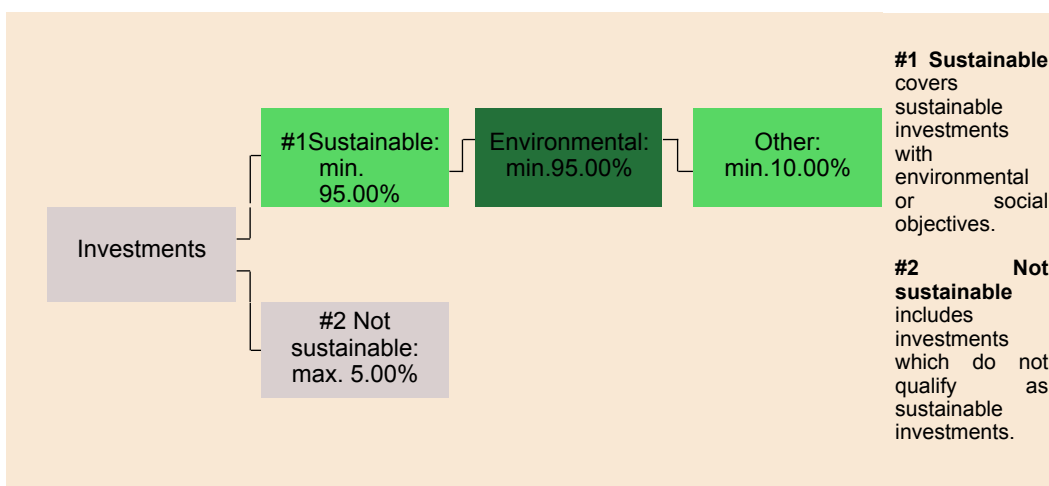 Investments
#1Sustainable:
min.
95.00%
#2 Not
sustainable:
max. 5.00%
Environmental:
min.95.00%
Other:
min.10.00%
#1 Sustainable
covers
sustainable
investments
with
environmental
or social
objectives.
#2 Not
sustainable
includes
investments
which do not
qualify as
sustainable
investments.